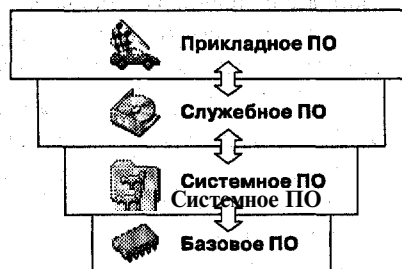 Прикладное ПО
Служебное ПО
Системное ПО
Системное ПО
Базовое ПО